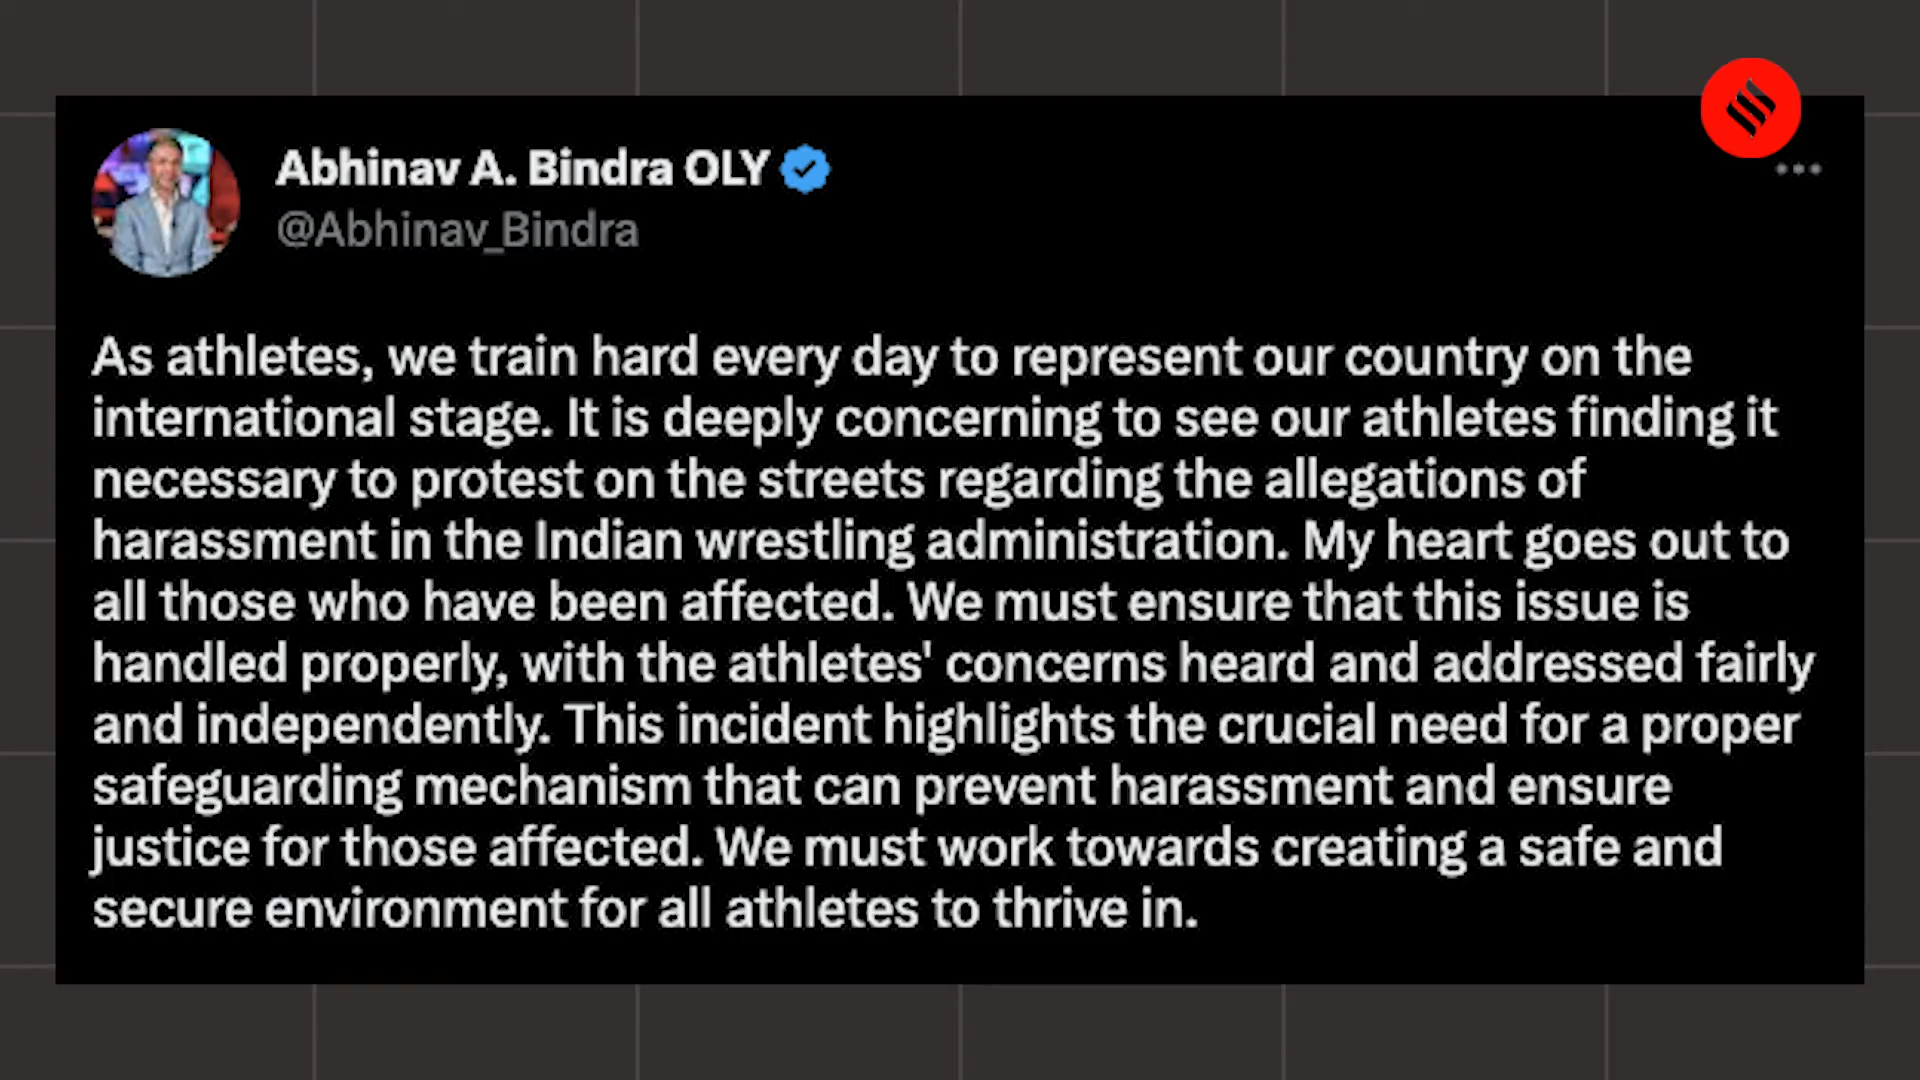 Abhinav A. Bindra OLY
@Abhinav_Bindra
As athletes, we train hard every day to represent our country on the
international stage. It is deeply concerning to see our athletes finding it
necessary to protest on the streets regarding the allegations of
harassment in the Indian wrestling administration. My heart goes out to
all those who have been affected. We must ensure that this issue is
handled properly, with the athletes' concerns heard and addressed fairly
and independently. This incident highlights the crucial need for a proper
safeguarding mechanism that can prevent harassment and ensure
justice for those affected. We must work towards creating a safe and
secure environment for all athletes to thrive in.